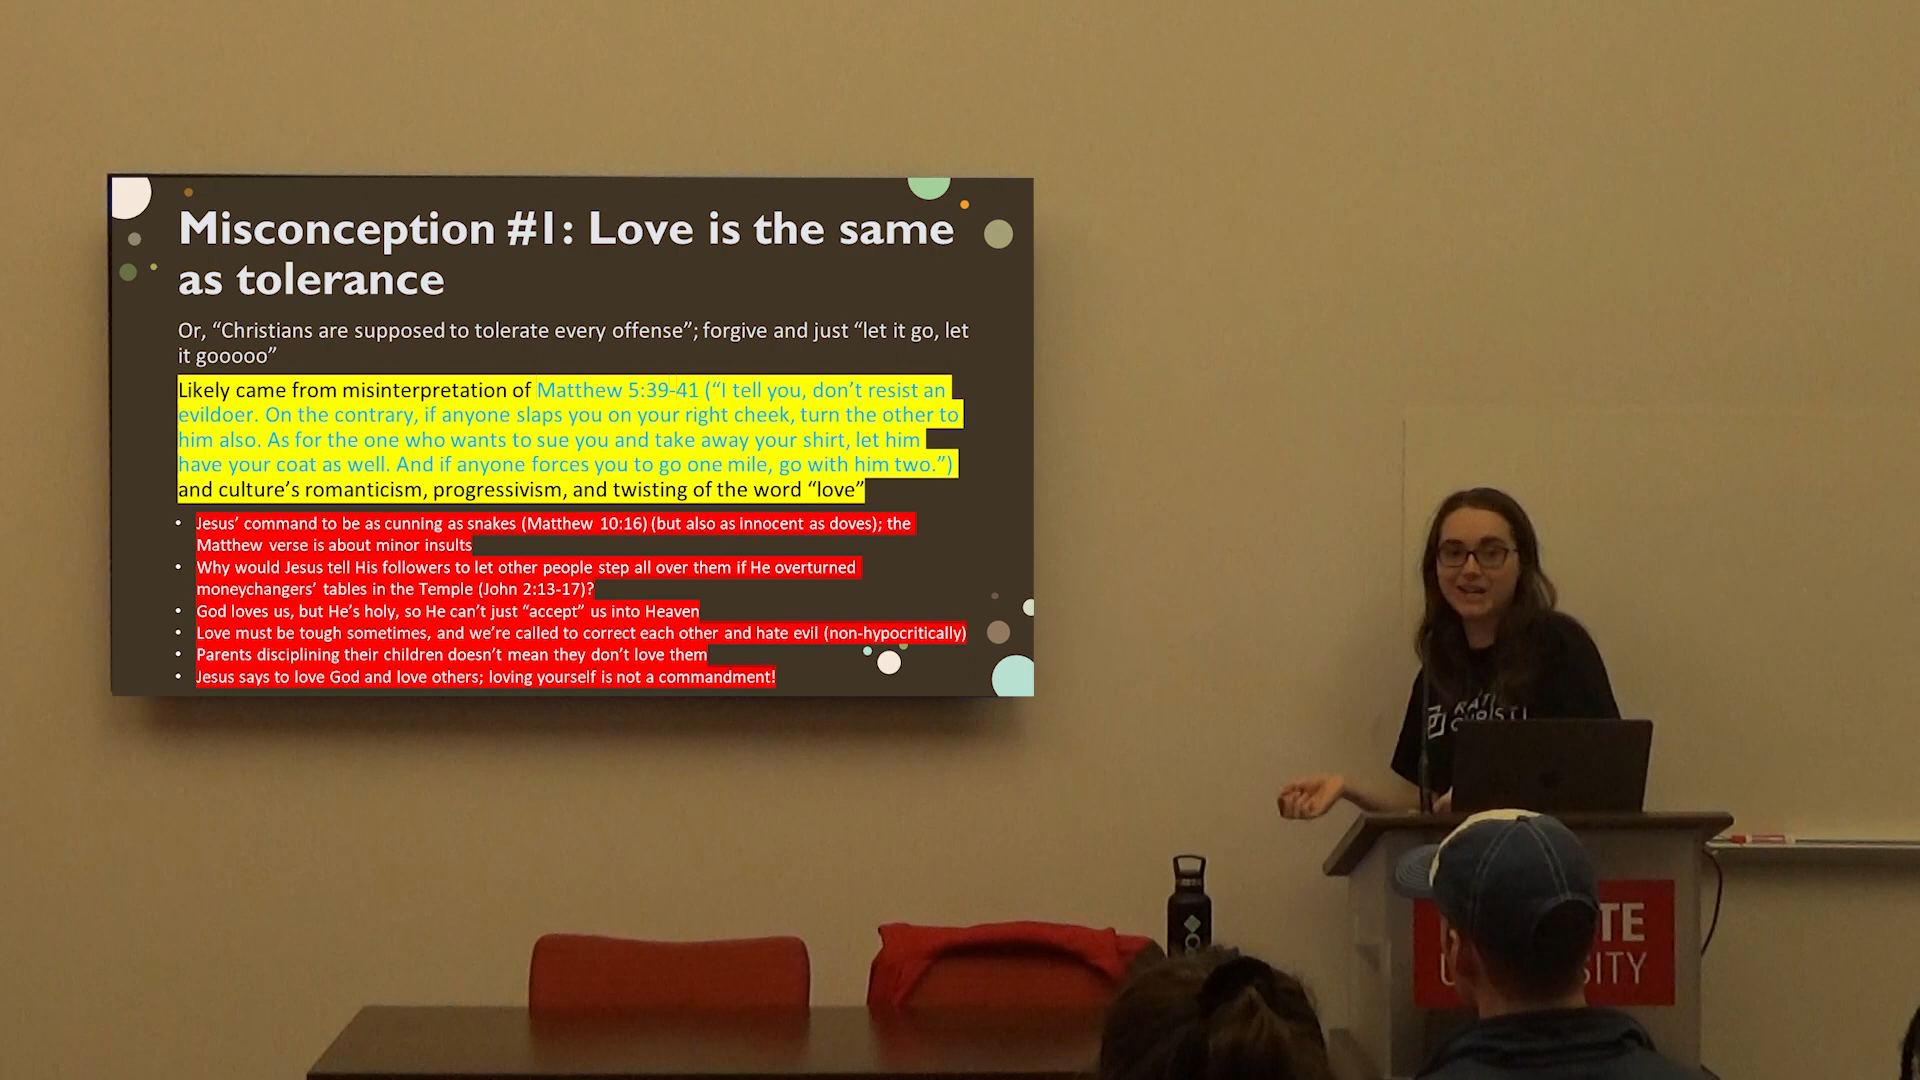 Misconception #1: Love is the same
as tolerance
Or, “Christians are supposed to tolerate every offense”; forgive and just “let it go, let
it gooooo”
Likely came from misinterpretation of Matthew 5:39-41 (“I tell you, don’t resist an
evildoer. On the contrary, if anyone slaps you on your right cheek, turn the other to
him also. As for the one who wants to sue you and take away your shirt, let him
have your coat as well. And if anyone forces you to go one mile, go with him two.”)
and culture’s romanticism, progressivism, and twisting of the word “love”
• Jesus’ command to be as cunning as snakes (Matthew 10:16) (but also as innocent as doves); the
Matthew verse is about minor insults
• Why would Jesus tell His followers to let other people step all over them if He overturned
moneychangers’ tables in the Temple (John 2:13-17)?
• God loves us, but He’s holy, so He can’t just “accept” us into Heaven
• Love must be tough sometimes, and we’re called to correct each other and hate evil (non-hypocritically)
• Parents disciplining their children doesn’t mean they don’t love them
• Jesus says to love God and love others; loving yourself is not a commandment!